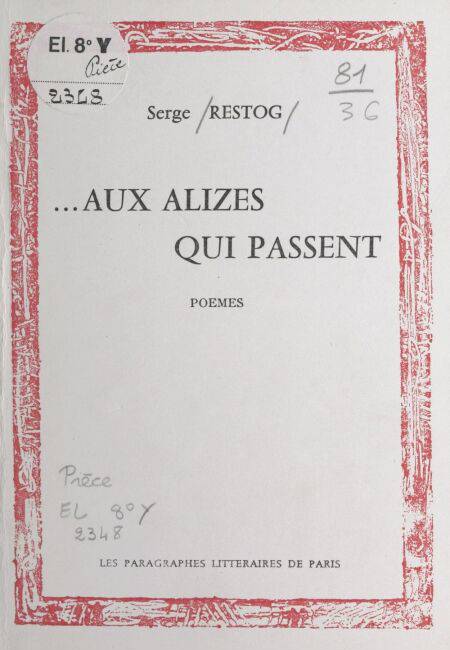 El. 8° Y
Pièce
2348
81
36
Serge /RESTOG/
...AUX ALIZES
QUI PASSENT
POEMES
Pièce
EL 8° Y
2348
LES PARAGRAPHES LITTERAIRES DE PARIS